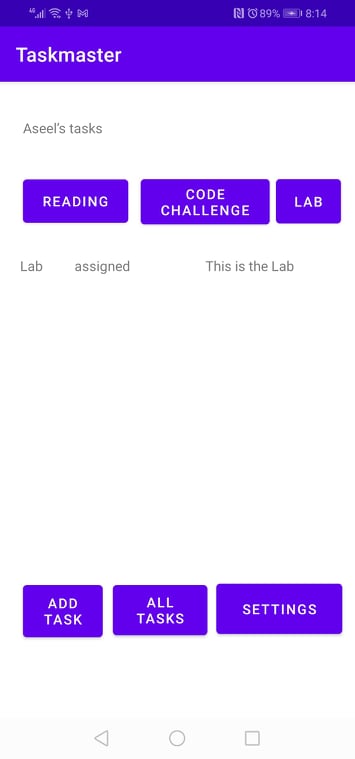 4G 89% 8:14
Taskmaster
Aseel's tasks
READING
CODE
CHALLENGE
LAB
Lab assigned This is the Lab
ADD
TASK
ALL
TASKS
SETTINGS